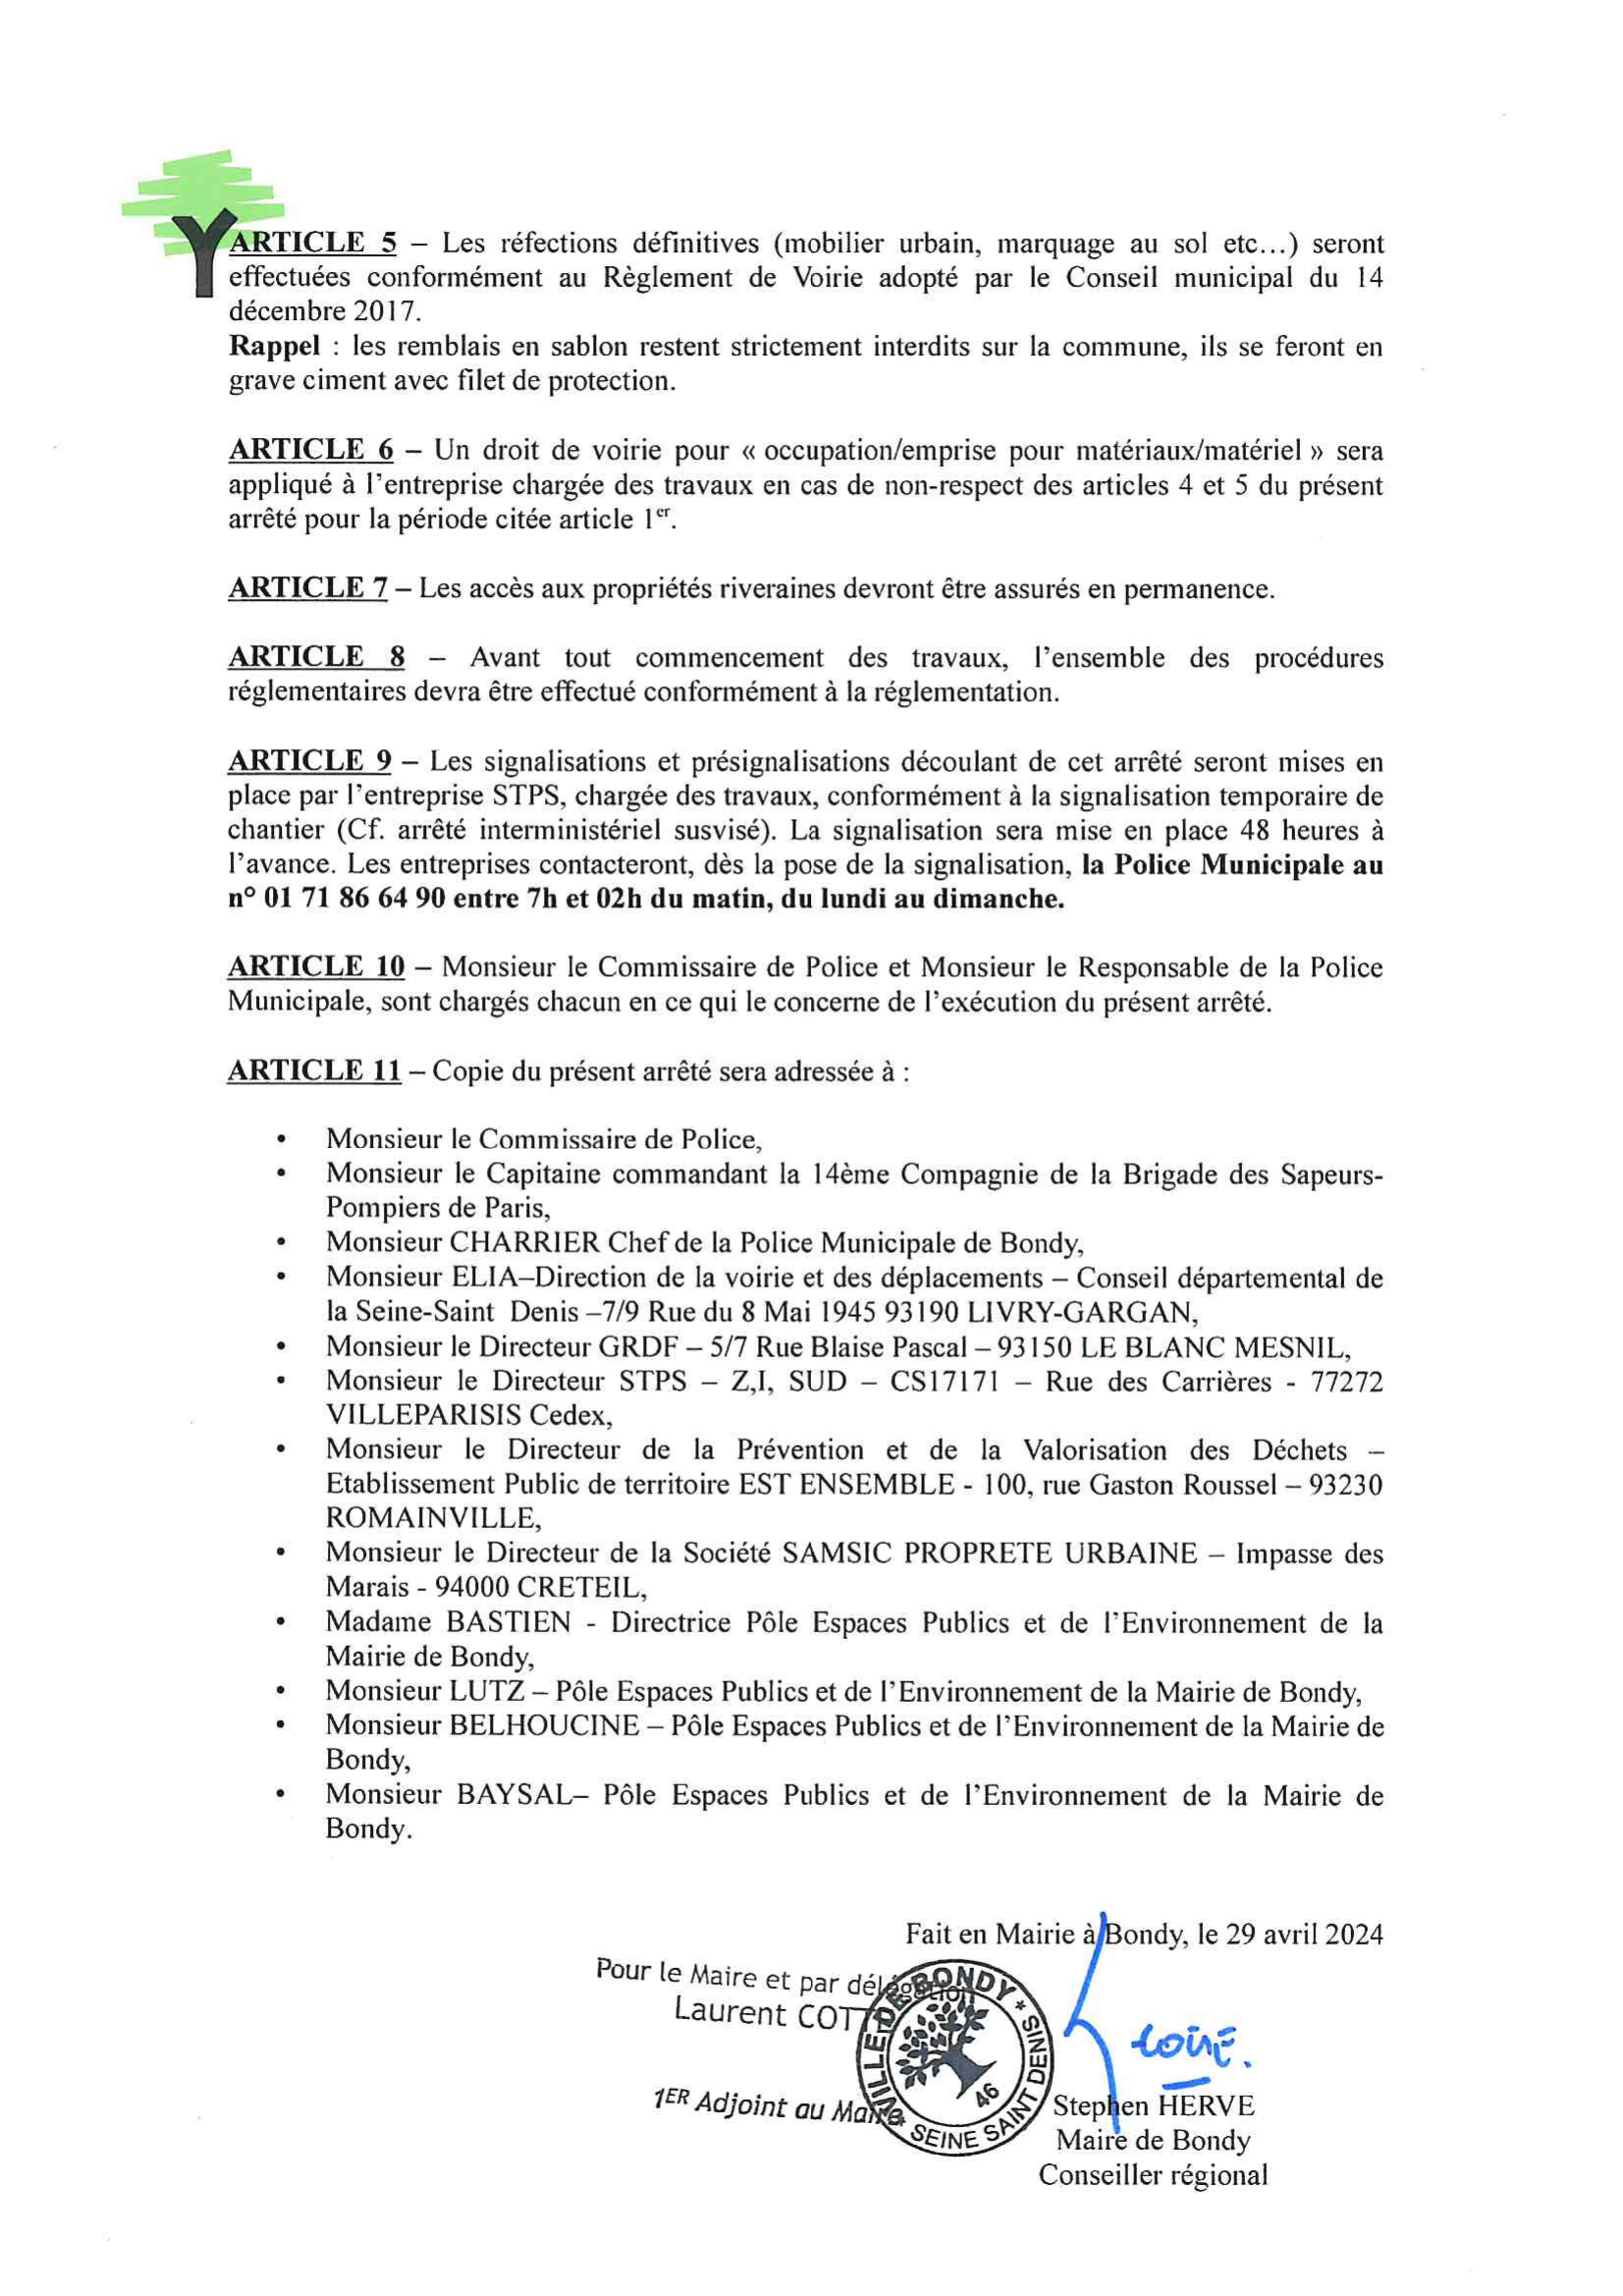 ARTICLE 5 – Les réfections définitives (mobilier urbain, marquage au sol etc...) seront
effectuées conformément au Règlement de Voirie adopté par le Conseil municipal du 14
décembre 2017.
Rappel : les remblais en sablon restent strictement interdits sur la commune, ils se feront en
grave ciment avec filet de protection.
ARTICLE 6 – Un droit de voirie pour « occupation/emprise pour matériaux/matériel » sera
appliqué à l'entreprise chargée des travaux en cas de non-respect des articles 4 et 5 du présent
arrêté pour la période citée article 1er.
ARTICLE 7 – Les accès aux propriétés riveraines devront être assurés en permanence.
ARTICLE 8 – Avant tout commencement des travaux, l'ensemble des procédures
réglementaires devra être effectué conformément à la réglementation.
ARTICLE 9 – Les signalisations et présignalisations découlant de cet arrêté seront mises en
place par l'entreprise STPS, chargée des travaux, conformément à la signalisation temporaire de
chantier (Cf. arrêté interministériel susvisé). La signalisation sera mise en place 48 heures à
l'avance. Les entreprises contacteront, dès la pose de la signalisation, la Police Municipale au
n° 01 71 86 64 90 entre 7h et 02h du matin, du lundi au dimanche.
ARTICLE 10 – Monsieur le Commissaire de Police et Monsieur le Responsable de la Police
Municipale, sont chargés chacun en ce qui le concerne de l'exécution du présent arrêté.
ARTICLE 11 – Copie du présent arrêté sera adressée à :
• Monsieur le Commissaire de Police,
• Monsieur le Capitaine commandant la 14ème Compagnie de la Brigade des Sapeurs-
Pompiers de Paris,
• Monsieur CHARRIER Chef de la Police Municipale de Bondy,
• Monsieur ELIA–Direction de la voirie et des déplacements – Conseil départemental de
la Seine-Saint Denis –7/9 Rue du 8 Mai 1945 93190 LIVRY-GARGAN,
• Monsieur le Directeur GRDF – 5/7 Rue Blaise Pascal – 93150 LE BLANC MESNIL,
• Monsieur le Directeur STPS – Z,I, SUD – CS17171 – Rue des Carrières - 77272
VILLEPARISIS Cedex,
• Monsieur le Directeur de la Prévention et de la Valorisation des Déchets –
Etablissement Public de territoire EST ENSEMBLE - 100, rue Gaston Roussel – 93230
ROMAINVILLE,
• Monsieur le Directeur de la Société SAMSIC PROPRETE URBAINE – Impasse des
Marais - 94000 CRETEIL,
• Madame BASTIEN - Directrice Pôle Espaces Publics et de l'Environnement de la
Mairie de Bondy,
• Monsieur LUTZ – Pôle Espaces Publics et de l'Environnement de la Mairie de Bondy,
• Monsieur BELHOUCINE – Pôle Espaces Publics et de l'Environnement de la Mairie de
Bondy,
• Monsieur BAYSAL– Pôle Espaces Publics et de l'Environnement de la Mairie de
Bondy.
Fait en Mairie à Bondy, le 29 avril 2024
Pour le Maire et par délégation
Laurent
1ER Adjoint au Maire
VILLE DE BONDY * SEINE SAINT DENIS *
46
Stephen HERVE
Maire de Bondy
Conseiller régional